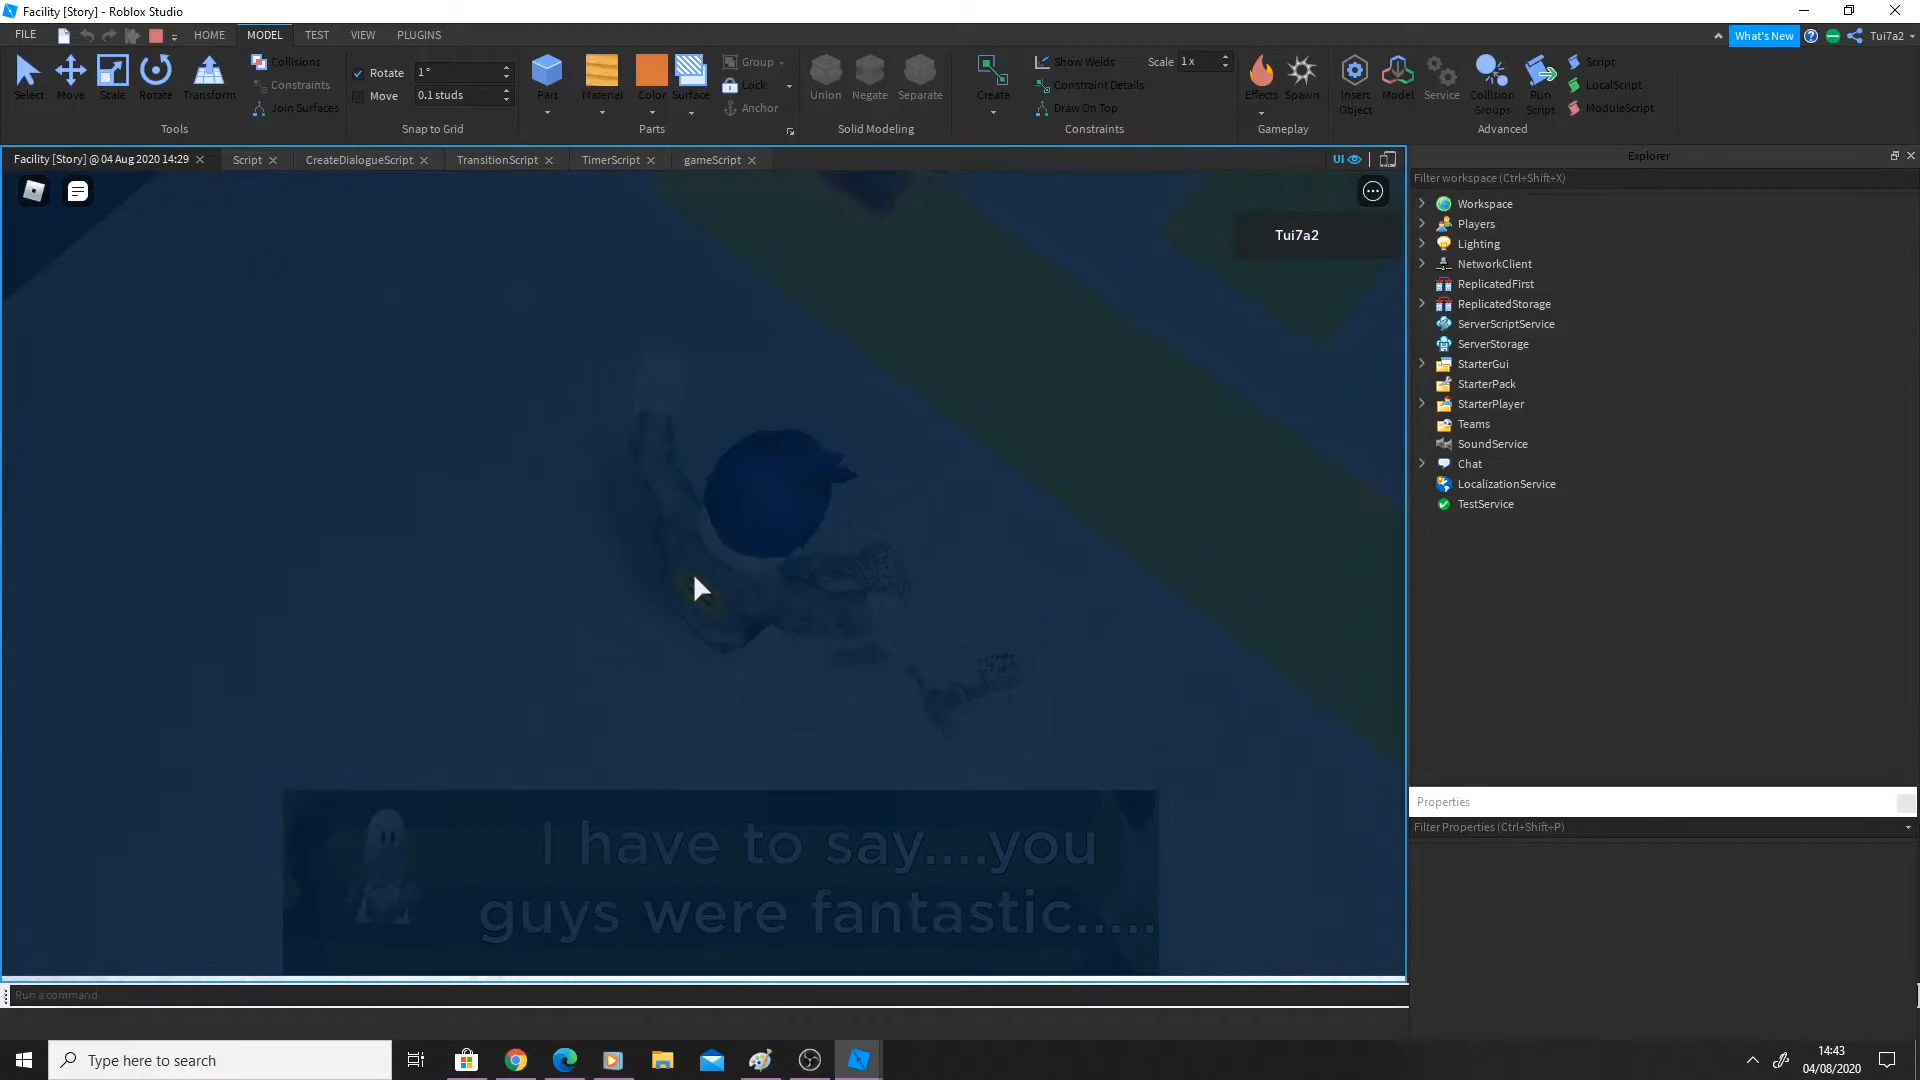 Facility [Story] - Roblox Studio
FILE HOME MODEL TEST VIEW PLUGINS What's New Tui7a2
Select Move Scale Rotate Transform
Collisions
Constraints
Join Surfaces
Tools
Rotate 1°
Move 0.1 studs
Snap to Grid
Part Material Color Surface
Group
Lock
Anchor
Parts
Union Negate Separate
Solid Modeling
Create
Show Welds Scale 1 x
Constraint Details
Draw On Top
Constraints
Effects Spawn
Gameplay
Insert Object Model Service Collision Groups Run Script
Script
LocalScript
ModuleScript
Advanced
Facility [Story] @ 04 Aug 2020 14:29 Script CreateDialogueScript TransitionScript TimerScript gameScript UI
Tui7a2
I have to say....you
guys were fantastic.....
Explorer
Filter workspace (Ctrl+Shift+X)
Workspace
Players
Lighting
NetworkClient
ReplicatedFirst
ReplicatedStorage
ServerScriptService
ServerStorage
StarterGui
StarterPack
StarterPlayer
Teams
SoundService
Chat
LocalizationService
TestService
Properties
Filter Properties (Ctrl+Shift+P)
Run a command
Type here to search
14:43
04/08/2020